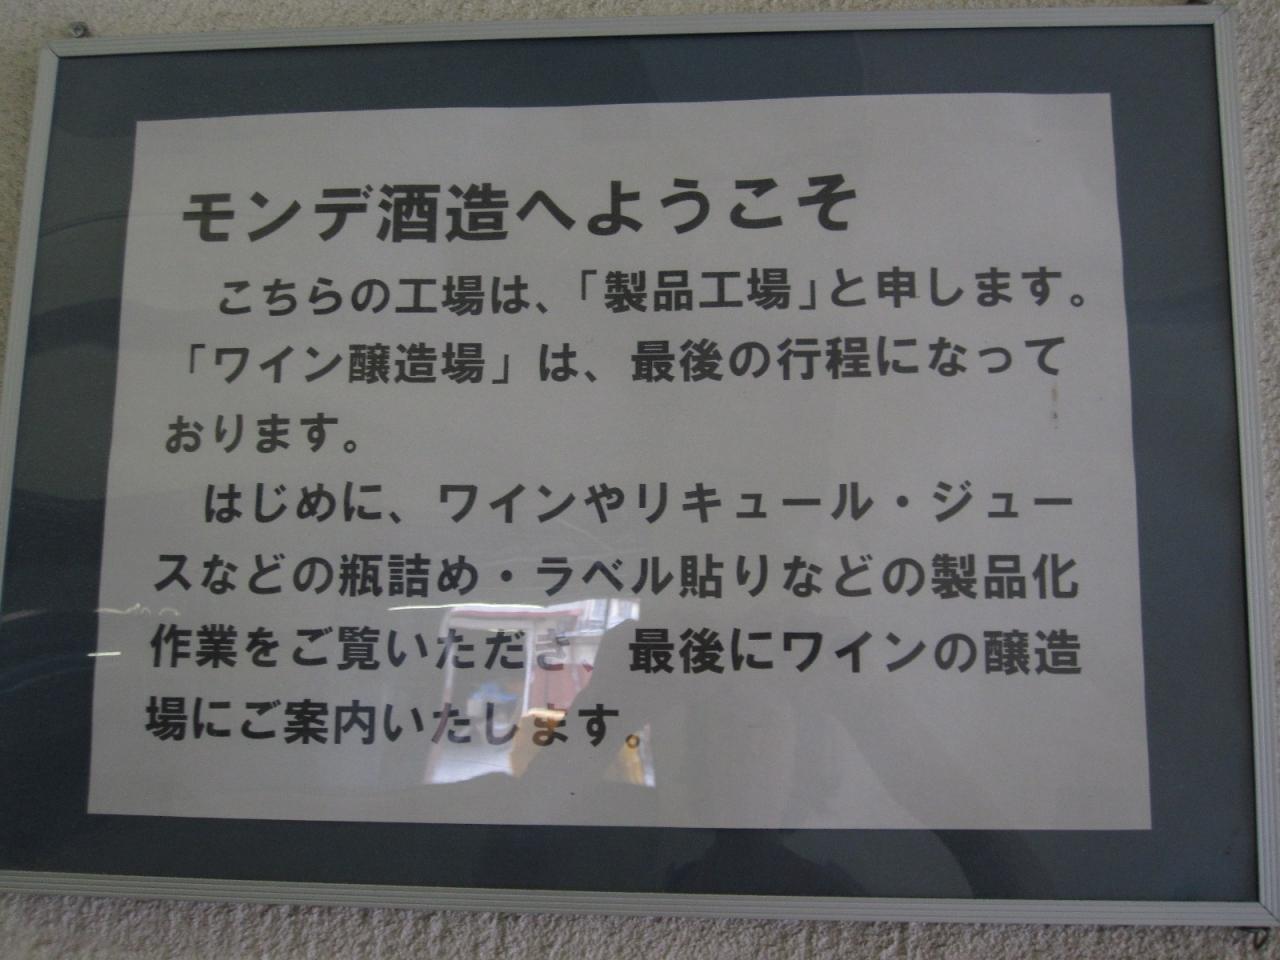 モンデ酒造へようこそ
こちらの工場は、「製品工場」と申します。
「ワイン醸造場」は、最後の行程になって
おります。
はじめに、ワインやリキュール・ジュー
スなどの瓶詰め・ラベル貼りなどの製品化
作業をご覧いただき、最後にワインの醸造
場にご案内いたします。